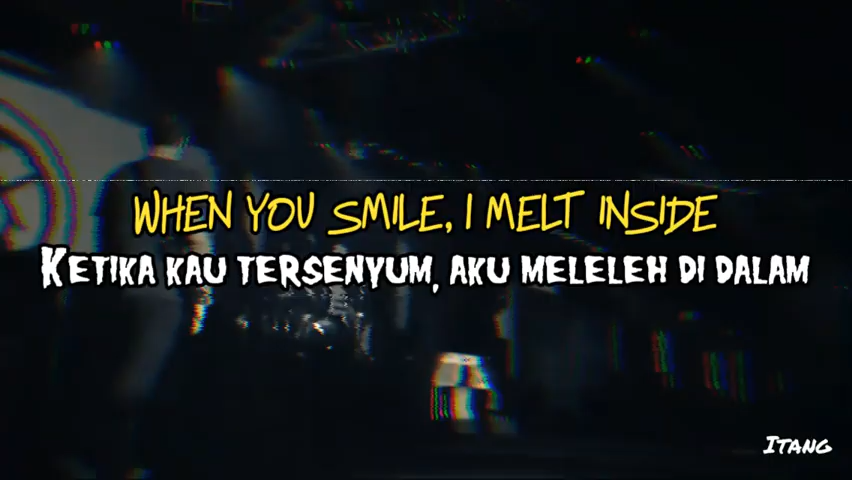 WHEN YOU SMILE, I MELT INSIDE
KETIKA KAU TERSENYUM, AKU MELELEH DI DALAM
ITANG